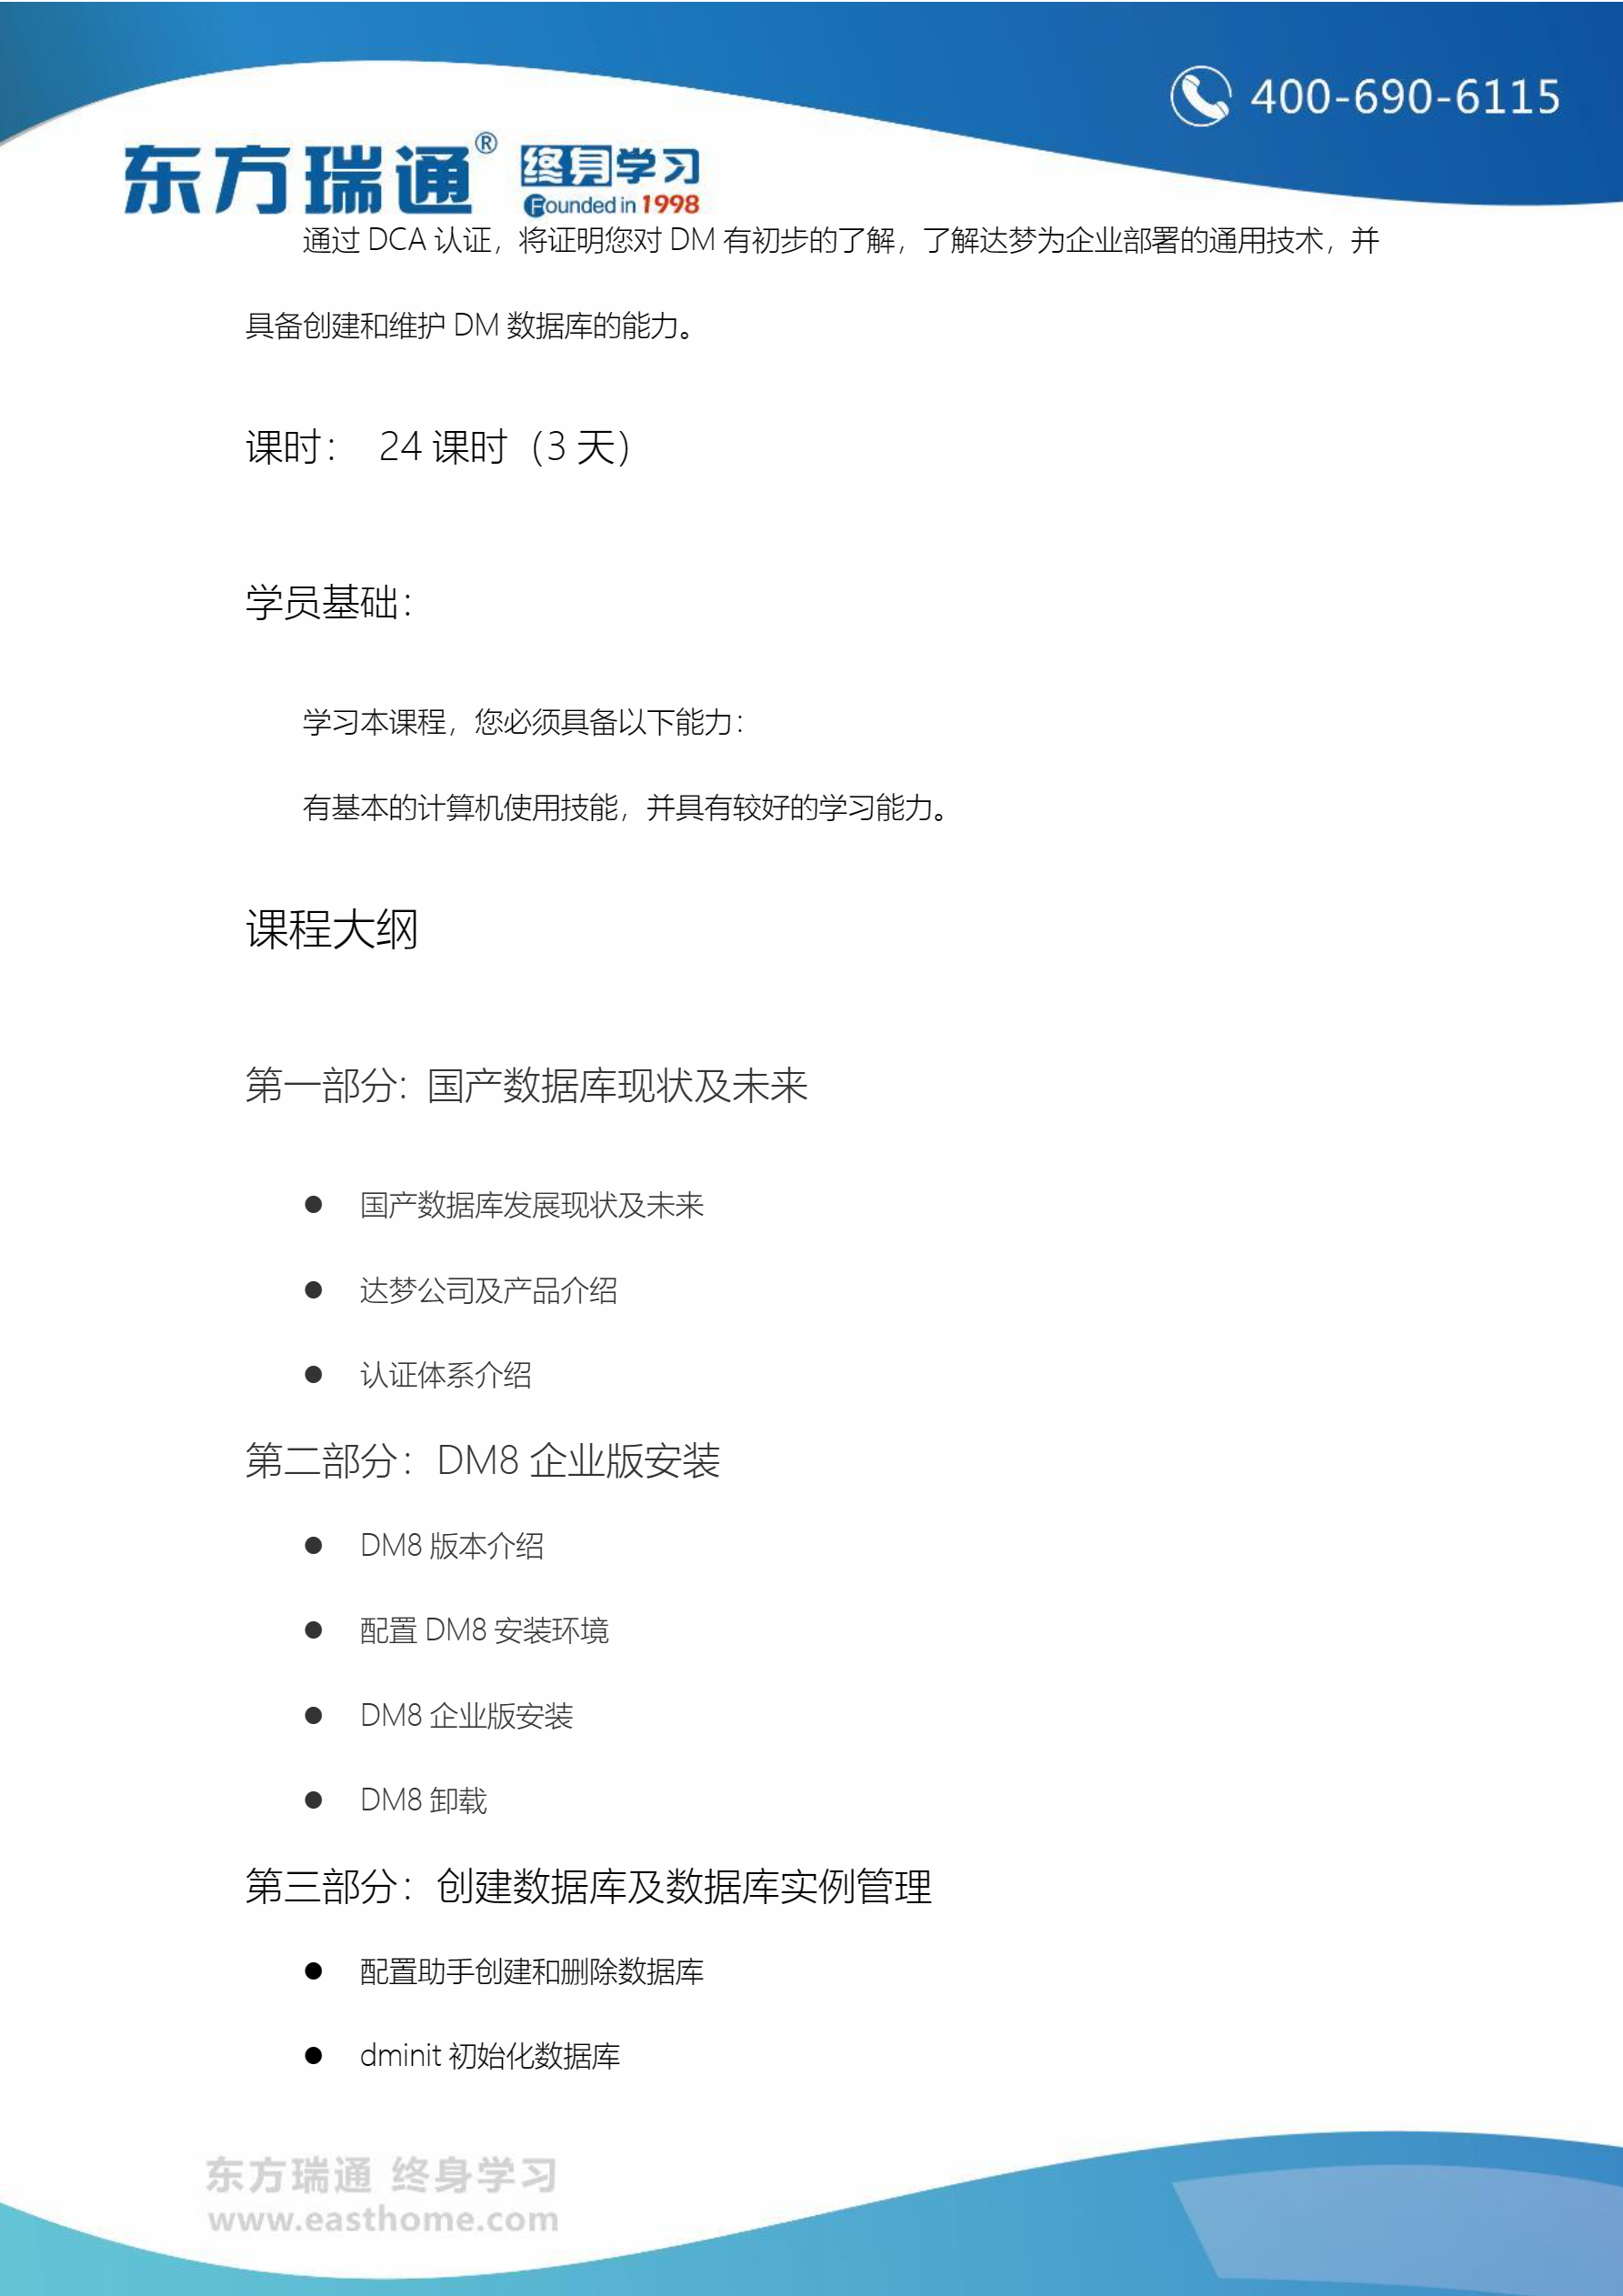 400-690-6115
东方瑞通® 终身学习
Founded in 1998
通过 DCA 认证，将证明您对 DM 有初步的了解，了解达梦为企业部署的通用技术，并
具备创建和维护 DM 数据库的能力。
课时： 24 课时（3 天）
学员基础：
学习本课程，您必须具备以下能力：
有基本的计算机使用技能，并具有较好的学习能力。
课程大纲
第一部分: 国产数据库现状及未来
● 国产数据库发展现状及未来
● 达梦公司及产品介绍
● 认证体系介绍
第二部分：DM8 企业版安装
● DM8 版本介绍
● 配置 DM8 安装环境
● DM8 企业版安装
● DM8 卸载
第三部分：创建数据库及数据库实例管理
● 配置助手创建和删除数据库
● dminit 初始化数据库
东方瑞通 终身学习
www.easthome.com